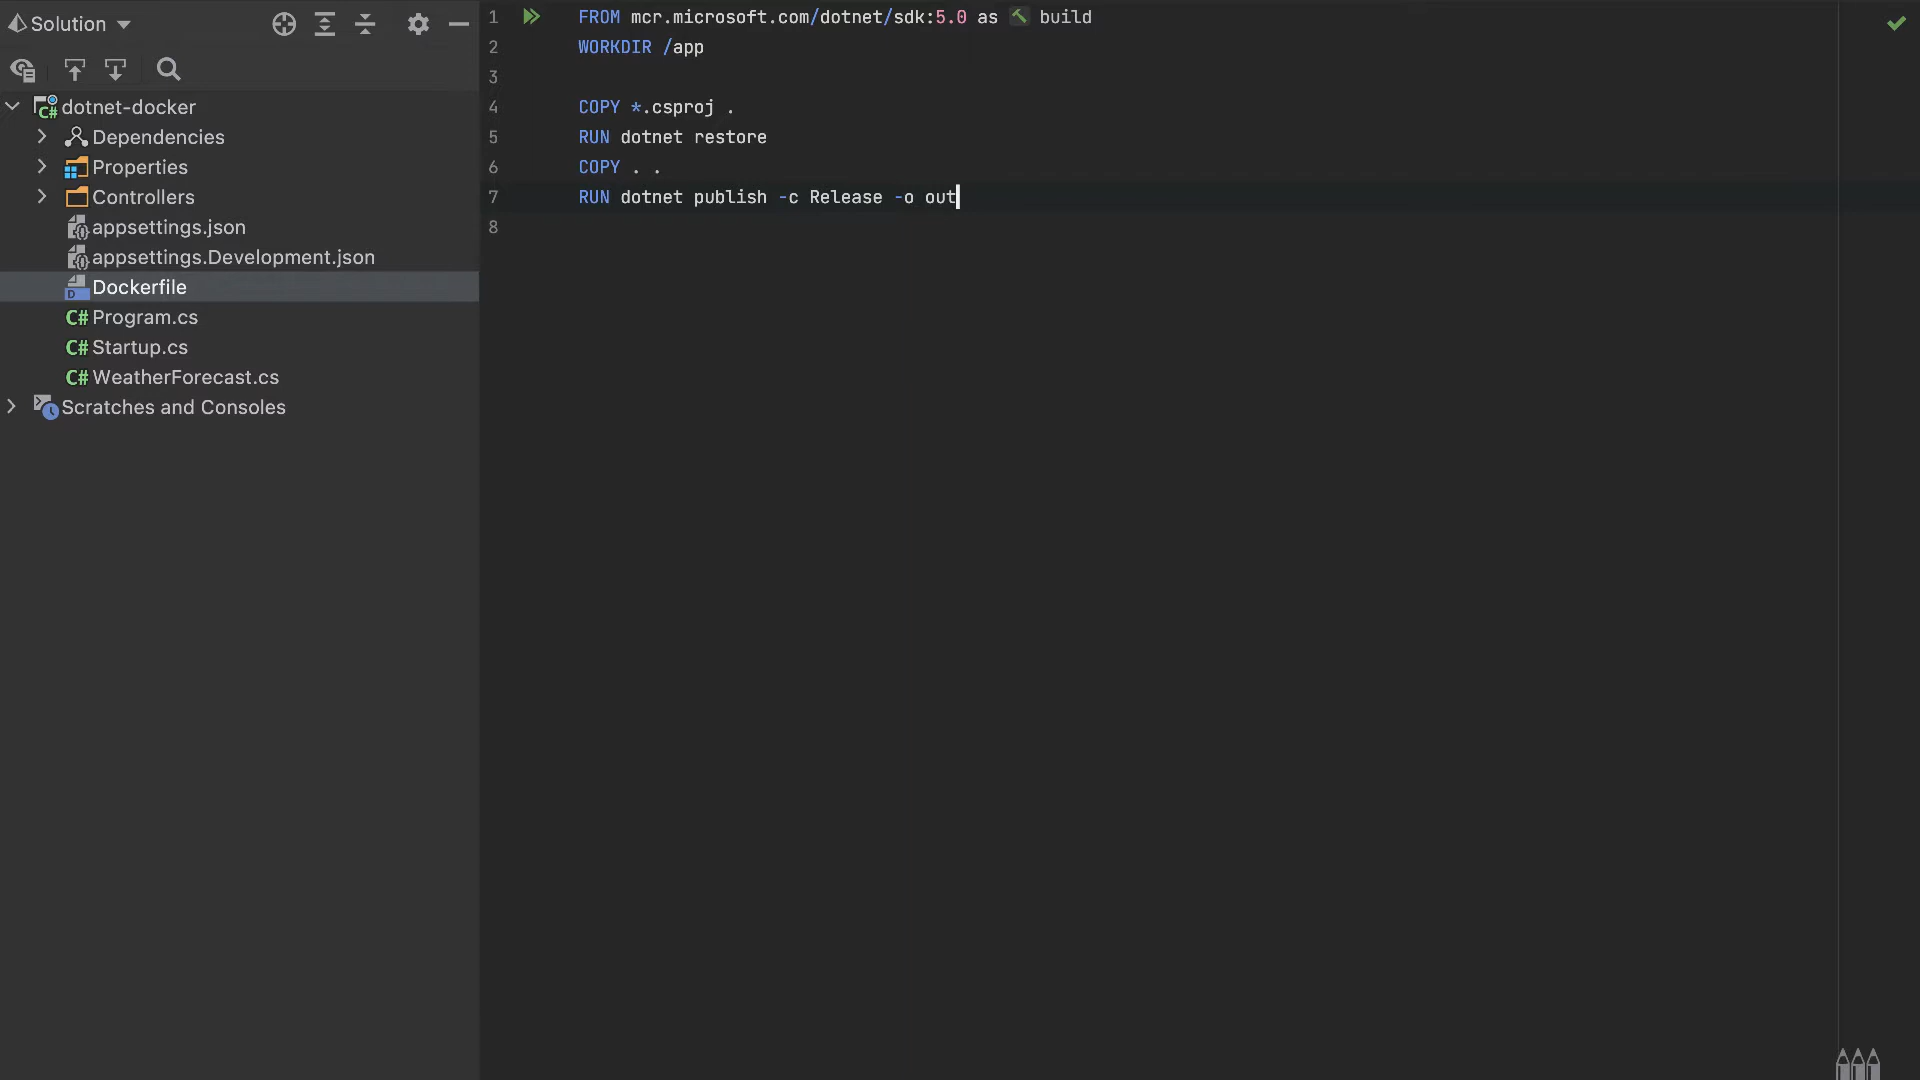 Solution
dotnet-docker
Dependencies
Properties
Controllers
appsettings.json
appsettings.Development.json
Dockerfile
C# Program.cs
C# Startup.cs
C# WeatherForecast.cs
Scratches and Consoles
1 FROM mcr.microsoft.com/dotnet/sdk:5.0 as build
2 WORKDIR /app
3
4 COPY *.csproj .
5 RUN dotnet restore
6 COPY . .
7 RUN dotnet publish -c Release -o out
8